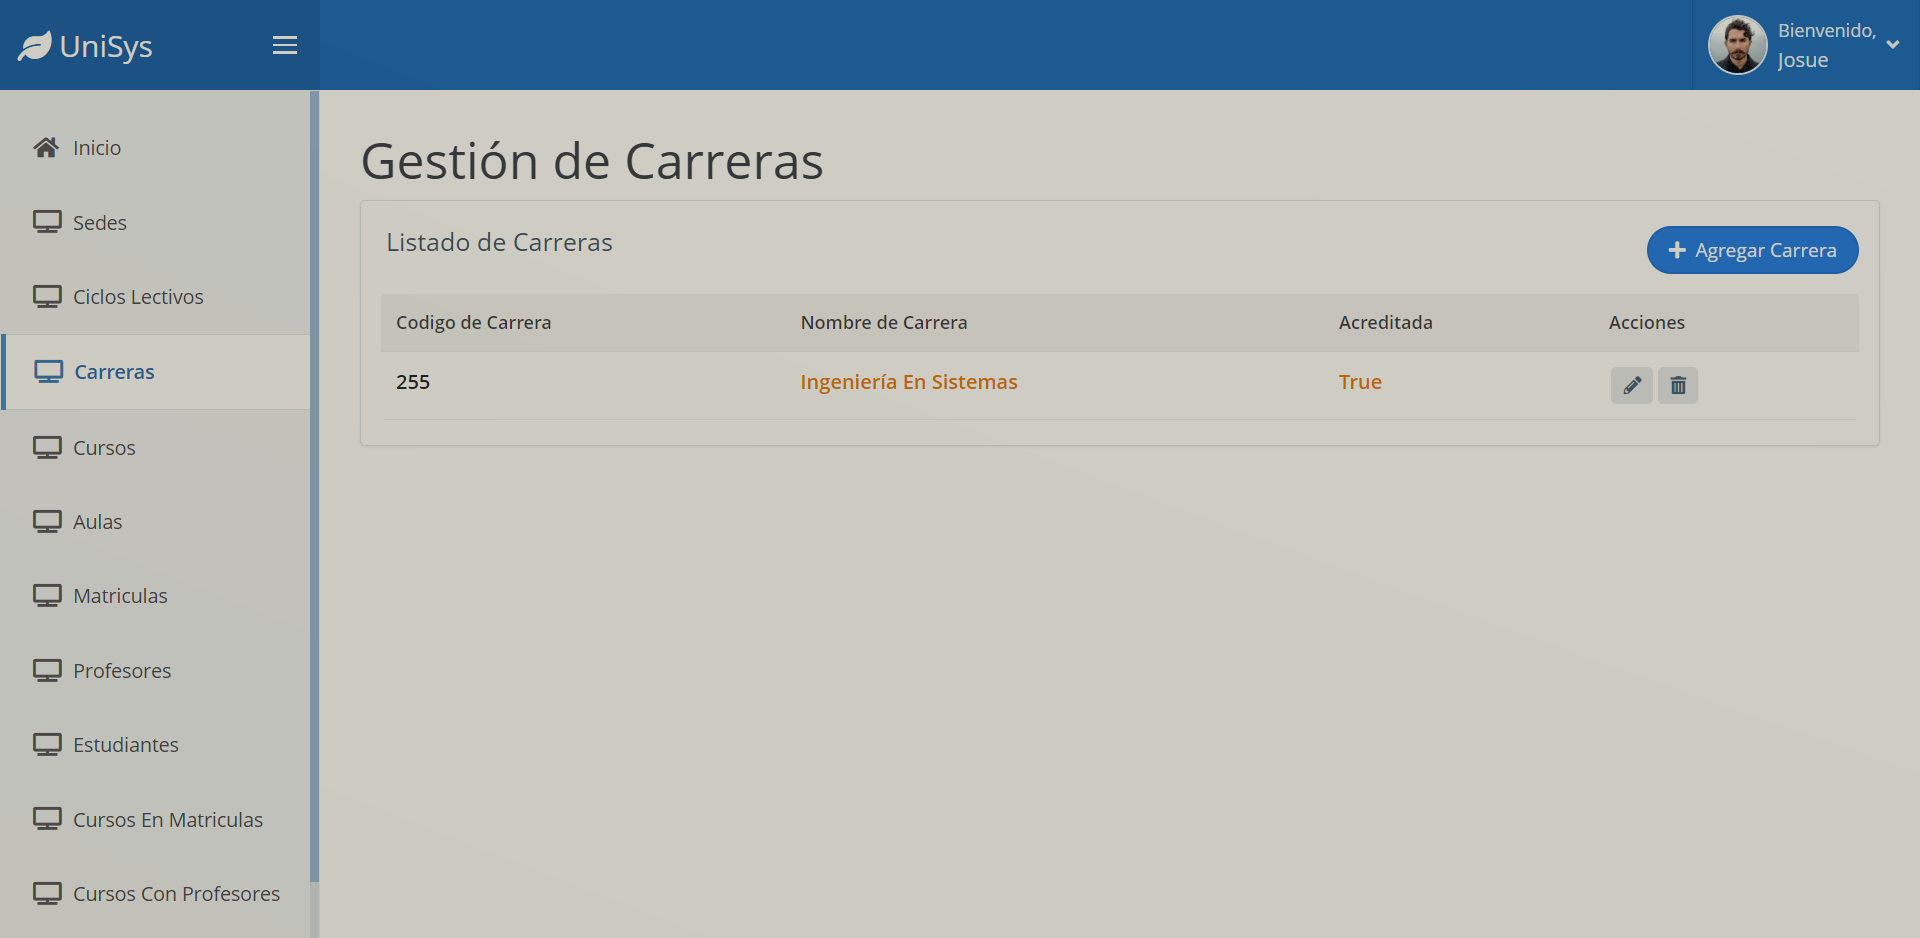 UniSys
Bienvenido,
Josue
Inicio
Sedes
Ciclos Lectivos
Carreras
Cursos
Aulas
Matriculas
Profesores
Estudiantes
Cursos En Matriculas
Cursos Con Profesores
Gestión de Carreras
Listado de Carreras
Agregar Carrera
Codigo de Carrera Nombre de Carrera Acreditada Acciones
255 Ingeniería En Sistemas True